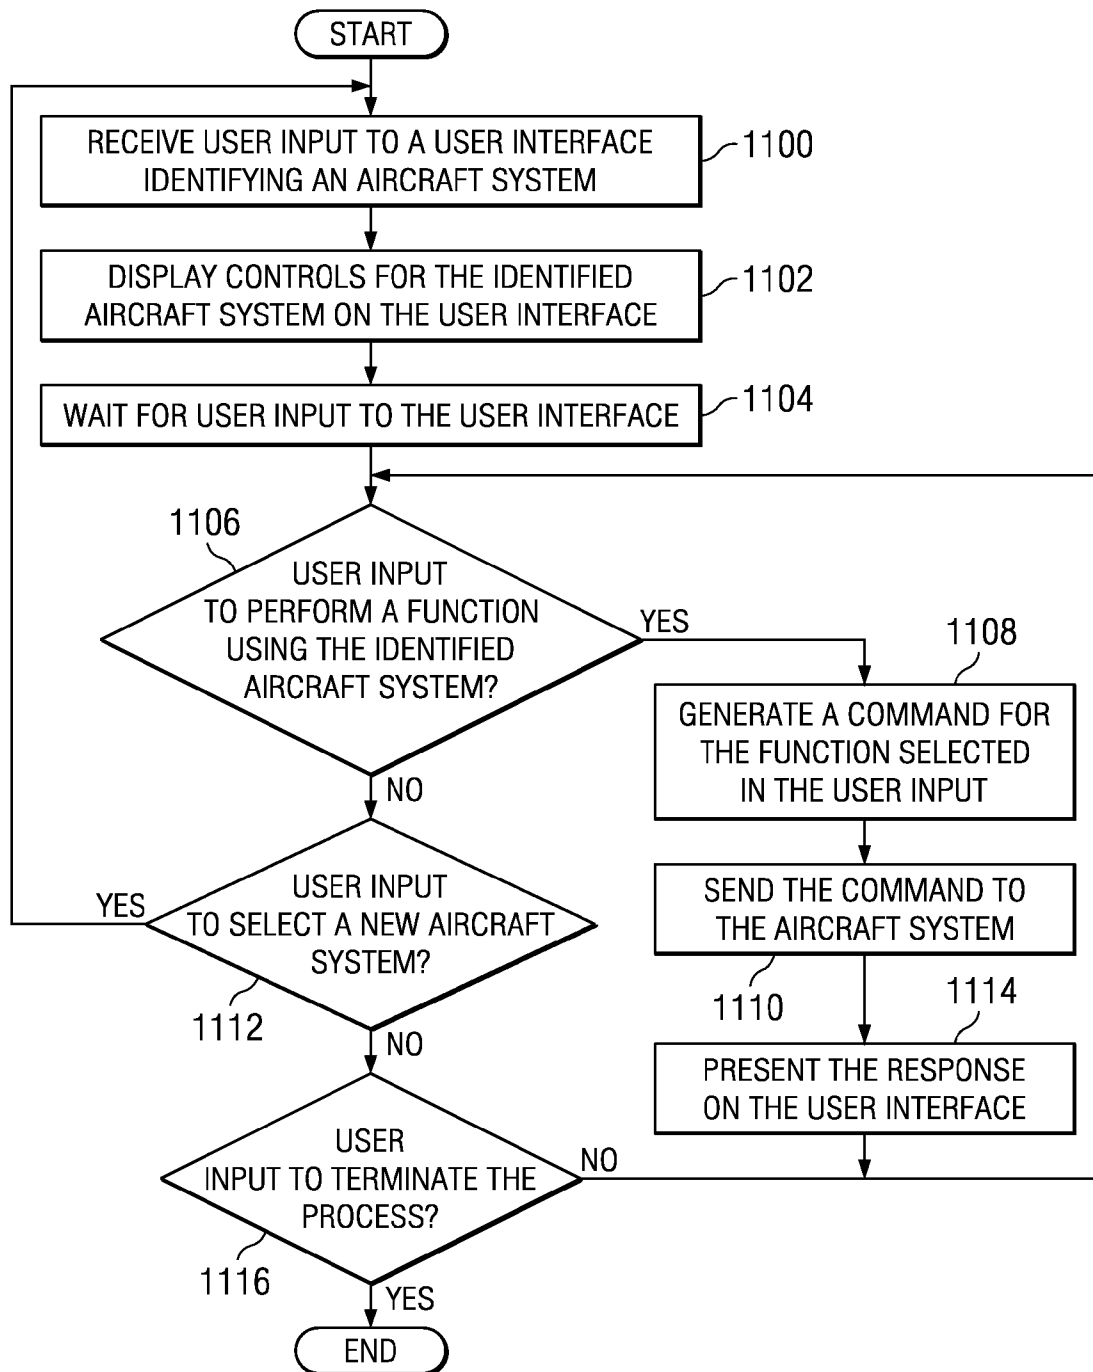 START
RECEIVE USER INPUT TO A USER INTERFACE
IDENTIFYING AN AIRCRAFT SYSTEM
1100
DISPLAY CONTROLS FOR THE IDENTIFIED
AIRCRAFT SYSTEM ON THE USER INTERFACE
1102
WAIT FOR USER INPUT TO THE USER INTERFACE
1104
1106
USER INPUT
TO PERFORM A FUNCTION
USING THE IDENTIFIED
AIRCRAFT SYSTEM?
YES
NO
1108
GENERATE A COMMAND FOR
THE FUNCTION SELECTED
IN THE USER INPUT
SEND THE COMMAND TO
THE AIRCRAFT SYSTEM
1110
1114
PRESENT THE RESPONSE
ON THE USER INTERFACE
YES
USER INPUT
TO SELECT A NEW AIRCRAFT
SYSTEM?
1112
NO
USER
INPUT TO TERMINATE THE
PROCESS?
NO
1116
YES
END